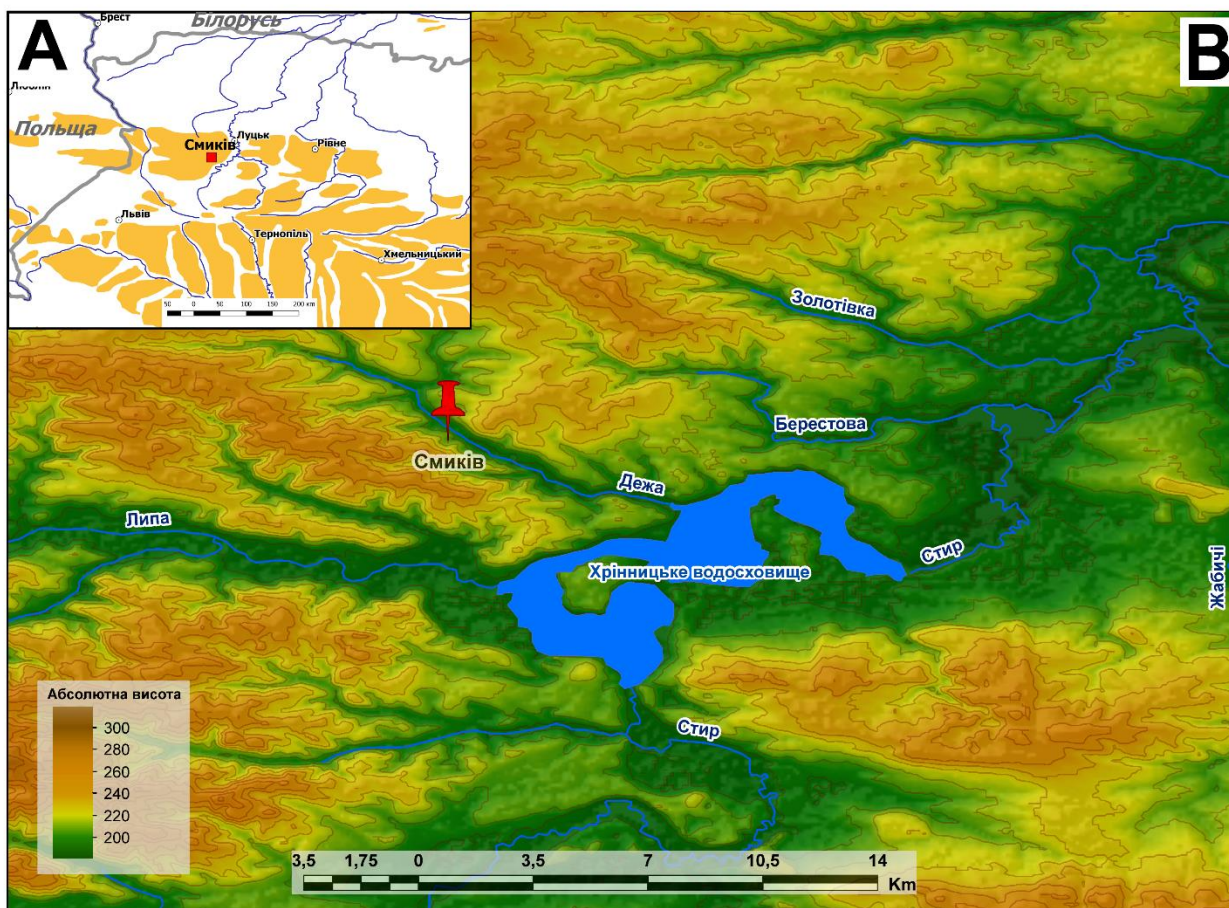 A
Брест
Білорусь
Люблін
Польща
Смиків
Луцьк
Рівне
Львів
Тернопіль
Хмельницький
50 0 50 100 150 200 km
B
Золотівка
Берестова
Смиків
Дежа
Липа
Стир
Хрінницьке водосховище
Жабичі
Стир
Абсолютна висота
300
280
260
240
220
200
3,5 1,75 0 3,5 7 10,5 14
Km